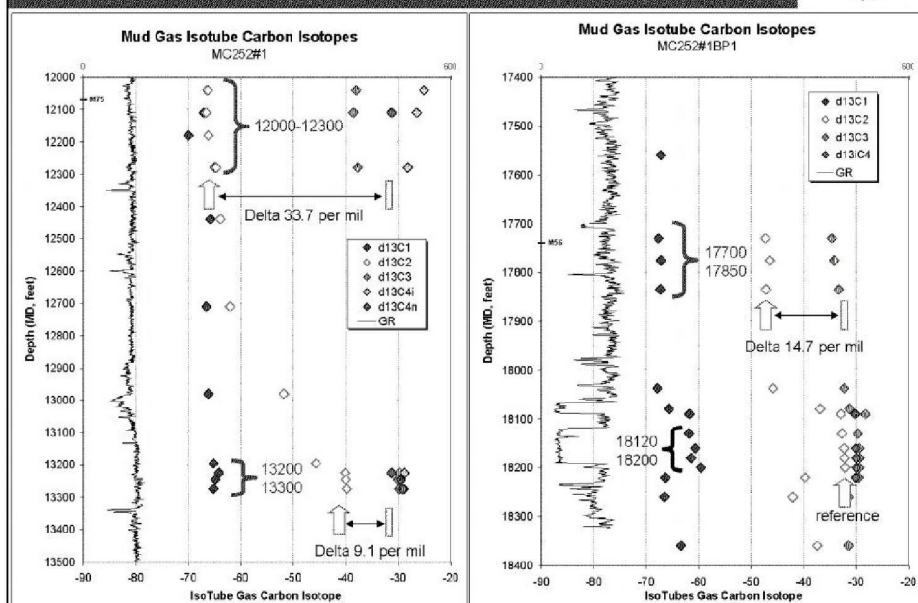 Mud Gas Isotube Carbon Isotopes
MC252#1
0
600
12000
12100
12200
12300
12400
12500
12600
12700
12800
12900
13000
13100
13200
13300
13400
13500
M75
Depth (MD, feet)
12000-12300
Delta 33.7 per mil
d13C1
d13C2
d13C3
d13C4i
d13C4n
GR
13200
13300
Delta 9.1 per mil
-90 -80 -70 -60 -50 -40 -30 -20
IsoTube Gas Carbon Isotope
Mud Gas Isotube Carbon Isotopes
MC252#1BP1
0
600
17400
17500
17600
17700
17800
17900
18000
18100
18200
18300
18400
M56
Depth (MD, feet)
d13C1
d13C2
d13C3
d13iC4
GR
17700
17850
Delta 14.7 per mil
18120
18200
reference
-90 -80 -70 -60 -50 -40 -30 -20
IsoTubes Gas Carbon Isotope